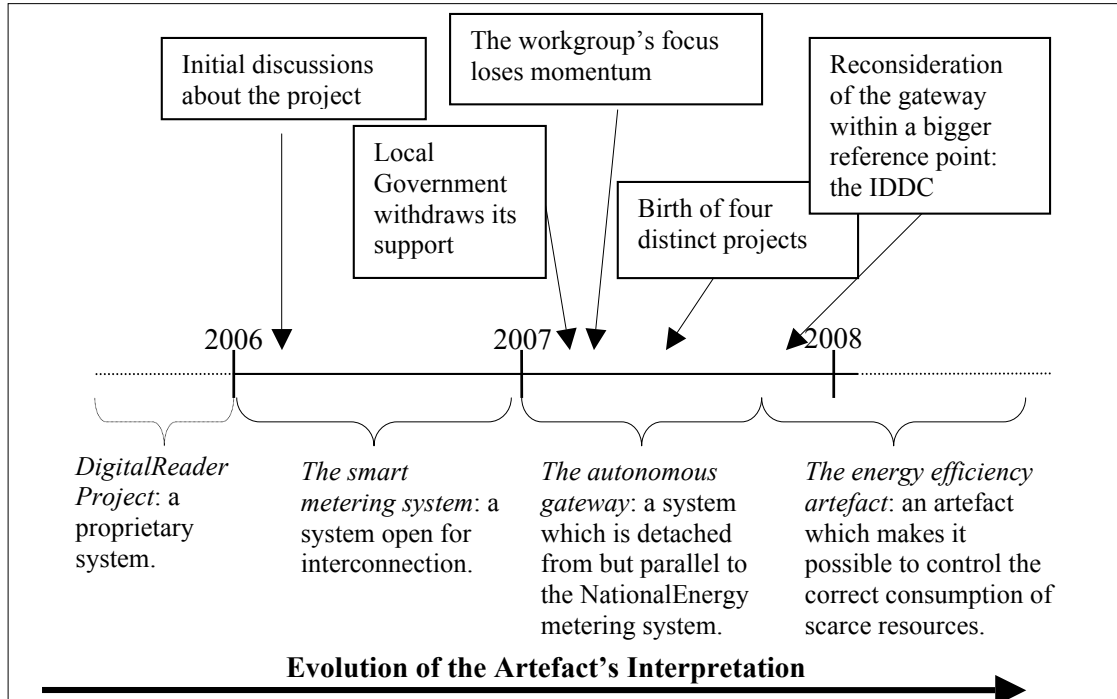 Initial discussions
about the project
The workgroup's focus
loses momentum
Reconsideration
of the gateway
within a bigger
reference point:
the IDDC
Local
Government
withdraws its
support
Birth of four
distinct projects
2006
2007
2008
DigitalReader
Project: a
proprietary
system.
The smart
metering system: a
system open for
interconnection.
The autonomous
gateway: a system
which is detached
from but parallel to
the NationalEnergy
metering system.
The energy efficiency
artefact: an artefact
which makes it
possible to control the
correct consumption of
scarce resources.
Evolution of the Artefact's Interpretation